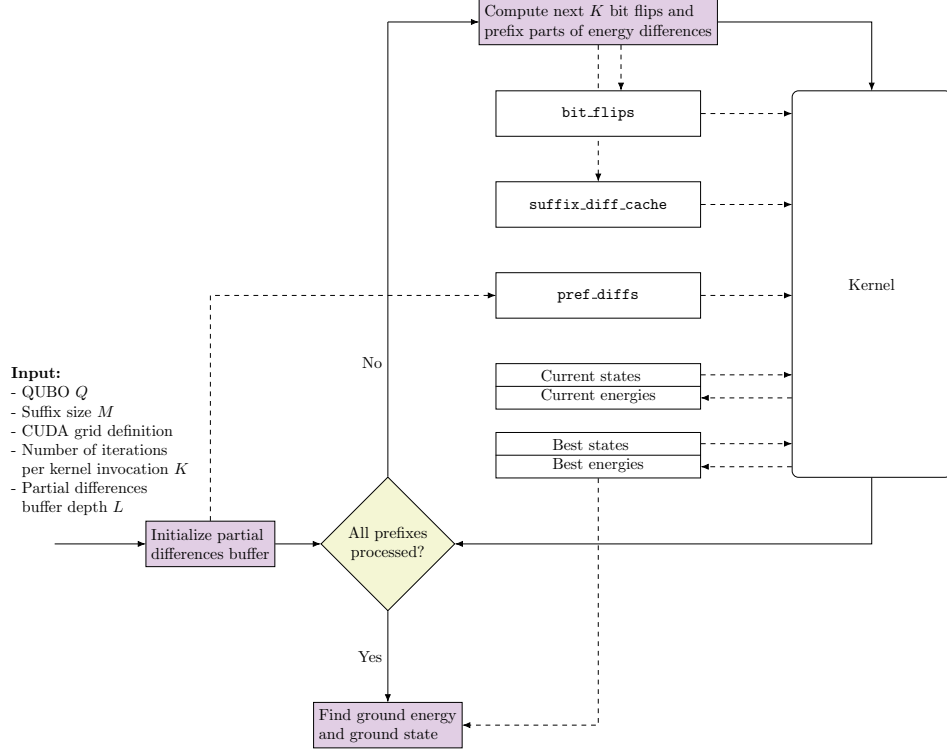 Compute next K bit flips and
prefix parts of energy differences
bit_flips
suffix_diff_cache
Kernel
pref_diffs
No
Input:
- QUBO Q
- Suffix size M
- CUDA grid definition
- Number of iterations
per kernel invocation K
- Partial differences
buffer depth L
Current states
Current energies
Best states
Best energies
Initialize partial
differences buffer
All prefixes
processed?
Yes
Find ground energy
and ground state